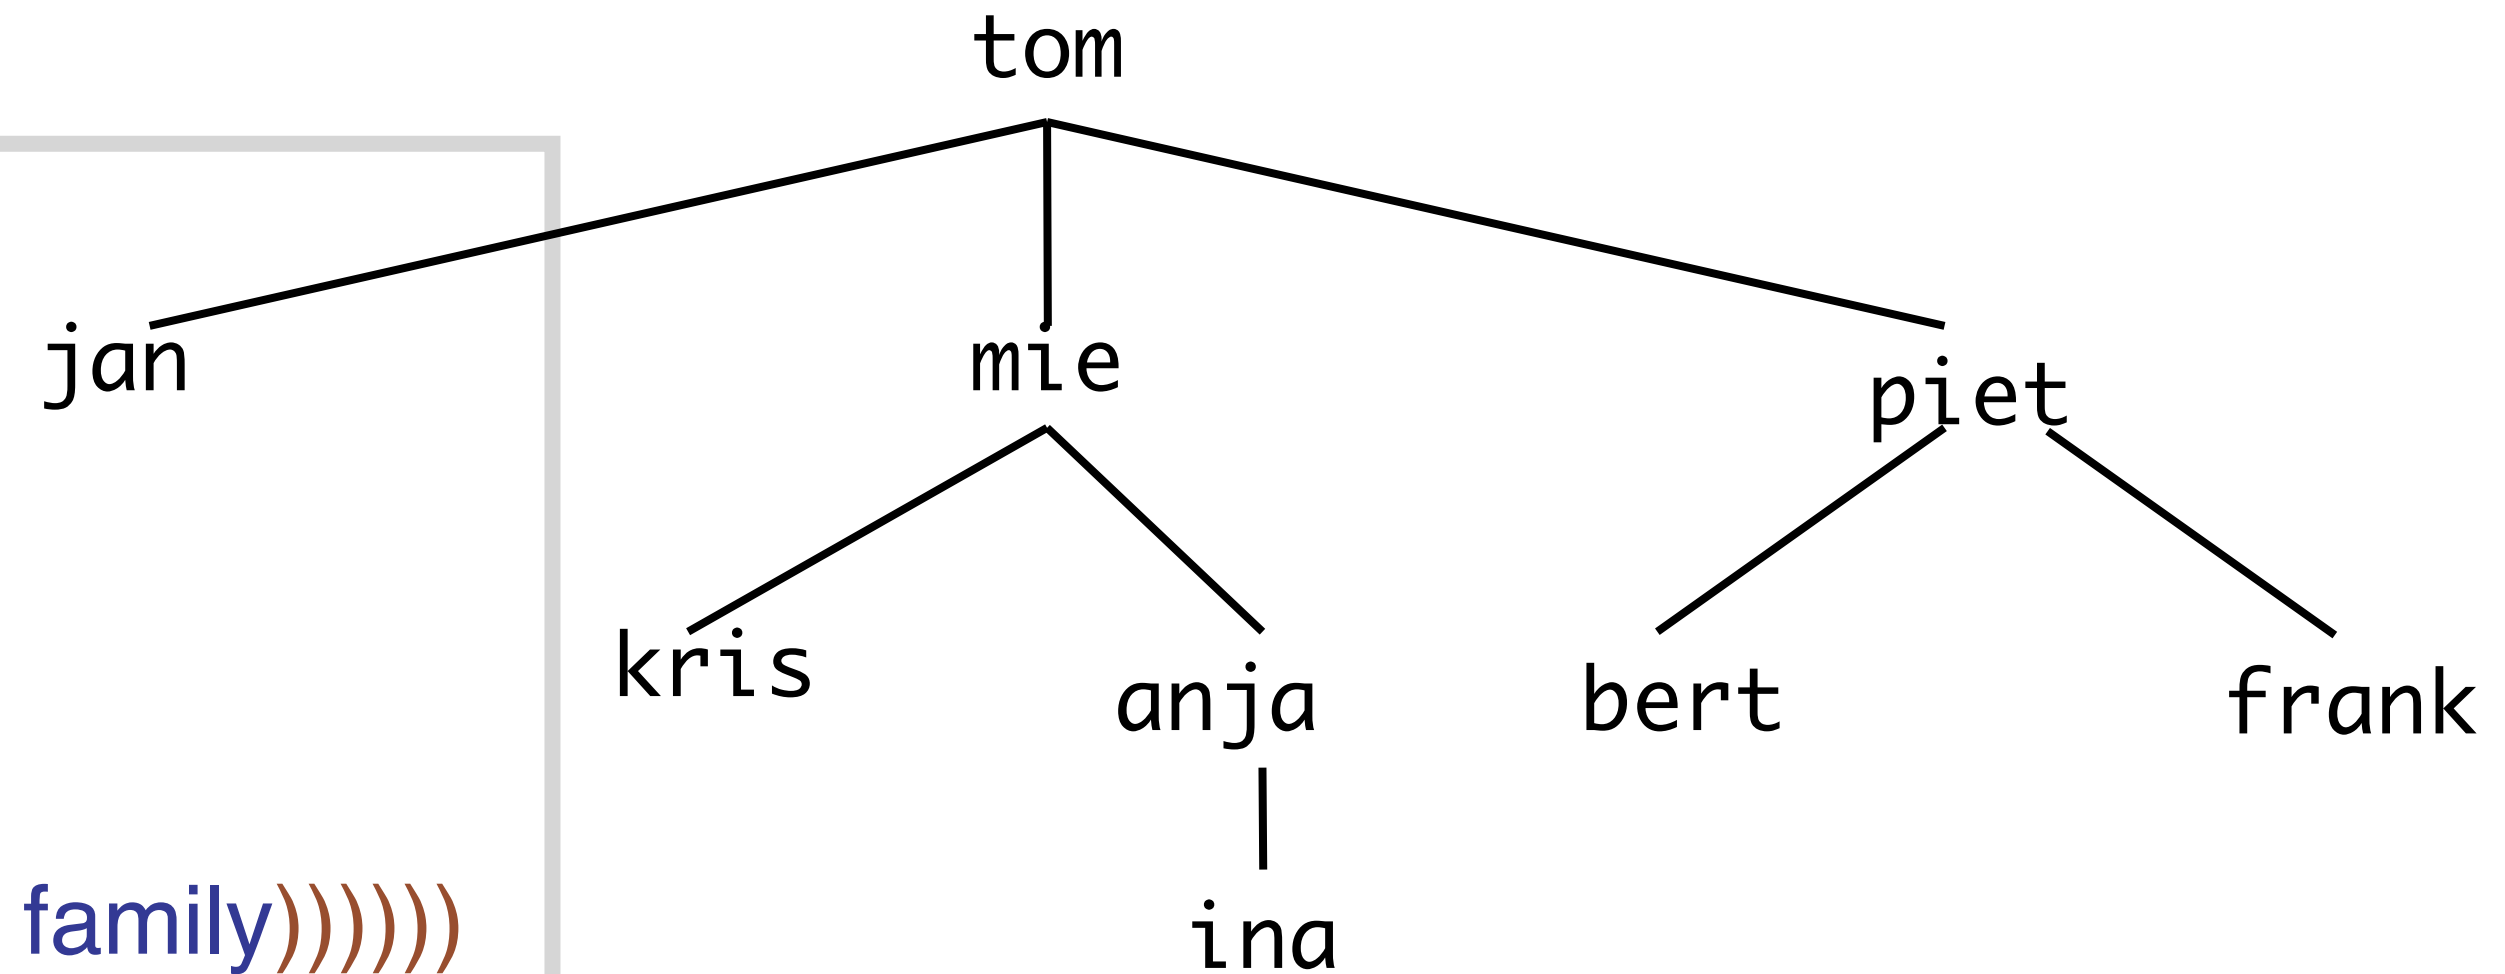 tom
jan mie piet
kris anja bert frank
family))))))
ina